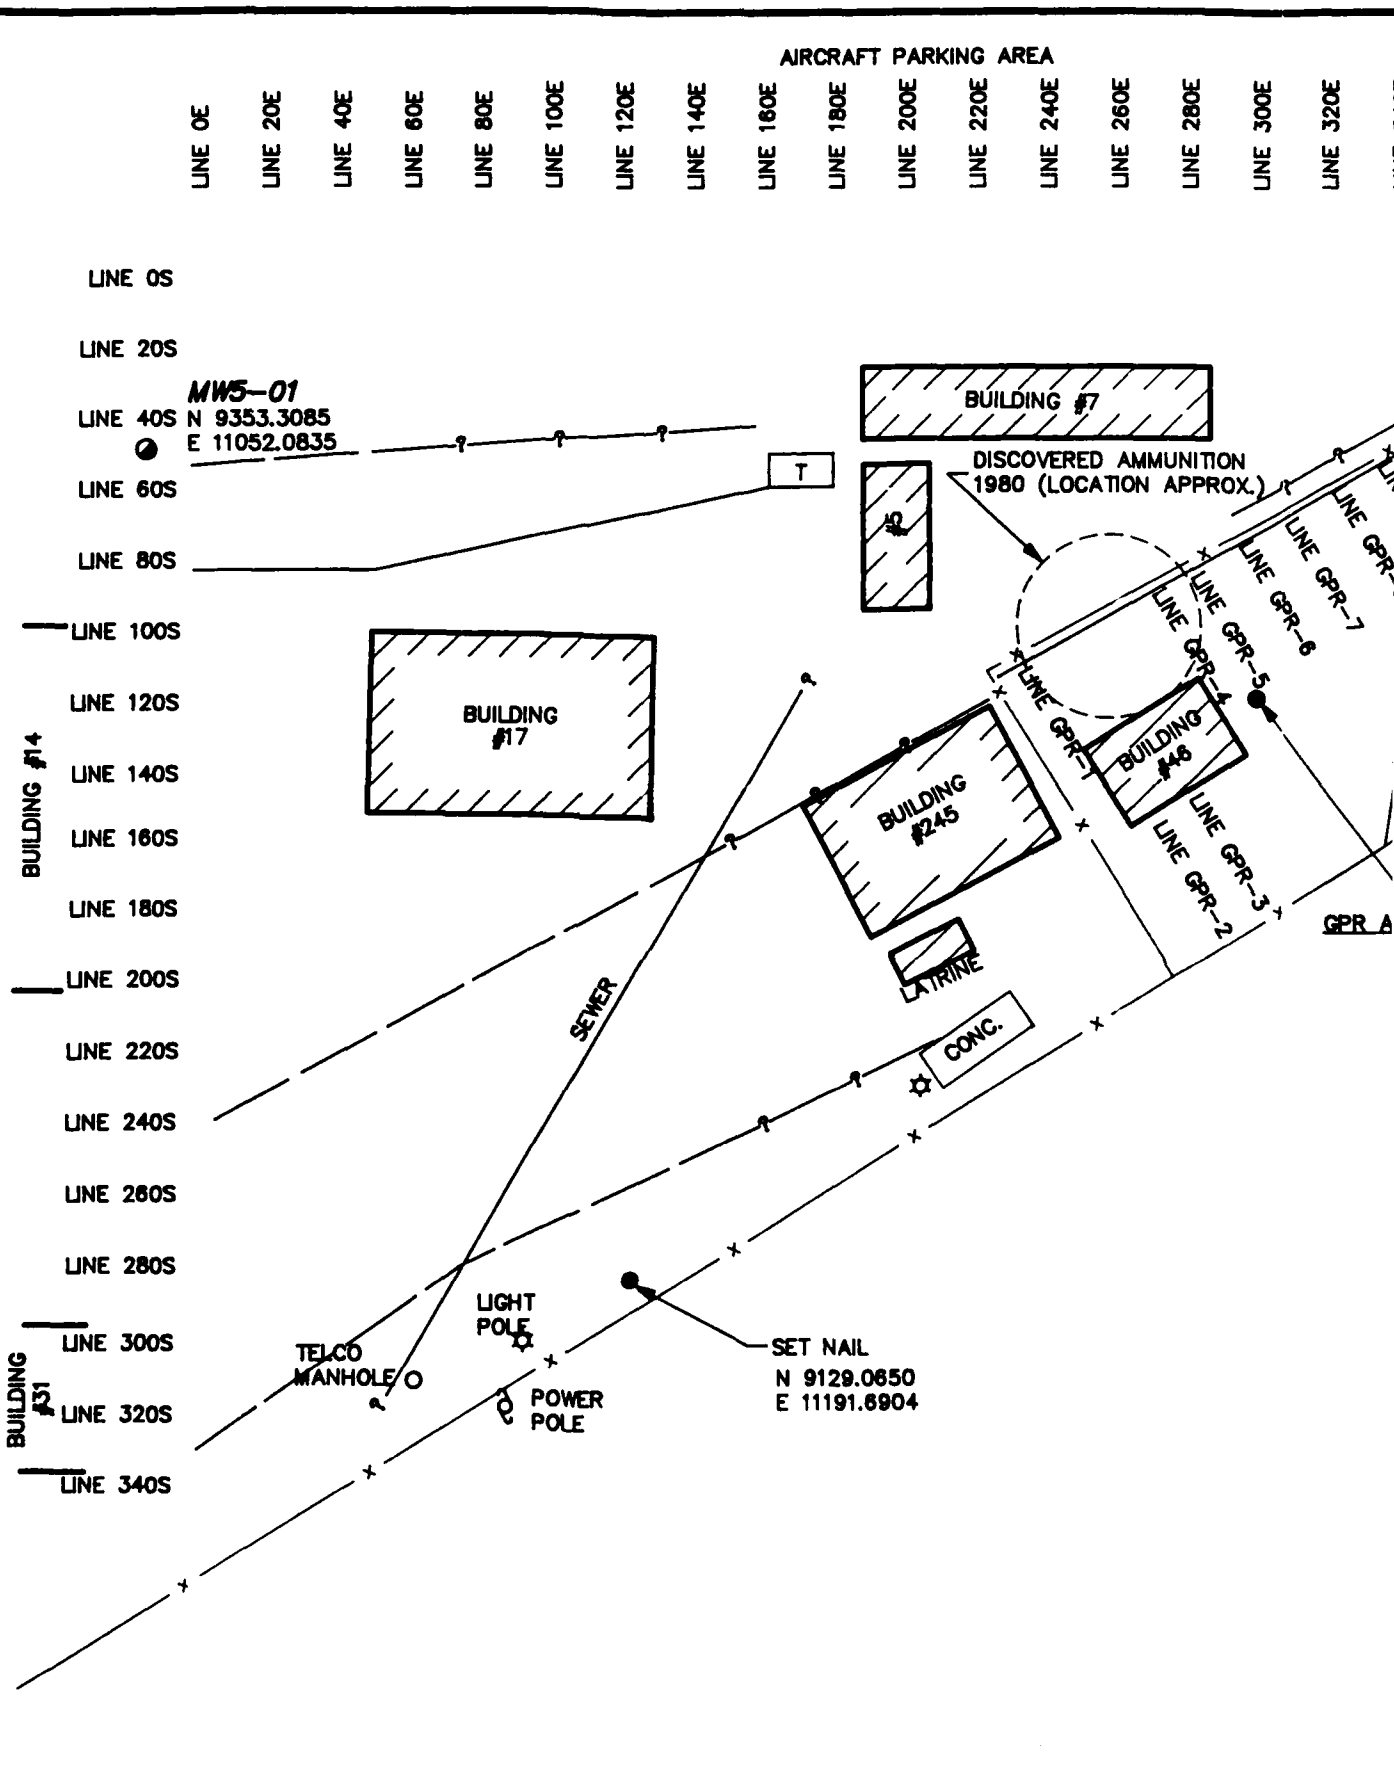 AIRCRAFT PARKING AREA
LINE 0E
LINE 20E
LINE 40E
LINE 60E
LINE 80E
LINE 100E
LINE 120E
LINE 140E
LINE 160E
LINE 180E
LINE 200E
LINE 220E
LINE 240E
LINE 260E
LINE 280E
LINE 300E
LINE 320E
LINE 0S
LINE 20S
MW5-01
LINE 40S
N 9353.3085
E 11052.0835
LINE 60S
LINE 80S
LINE 100S
LINE 120S
LINE 140S
LINE 160S
LINE 180S
LINE 200S
LINE 220S
LINE 240S
LINE 260S
LINE 280S
LINE 300S
LINE 320S
LINE 340S
BUILDING #14
BUILDING
#31
BUILDING #7
T
#5
DISCOVERED AMMUNITION
1980 (LOCATION APPROX.)
BUILDING
#17
BUILDING
#245
BUILDING
#46
LATRINE
CONC.
SEWER
LINE GPR-1
LINE GPR-2
LINE GPR-3
LINE GPR-4
LINE GPR-5
LINE GPR-6
LINE GPR-7
LINE GPR-
GPR A
LIGHT
POLE
TELCO
MANHOLE
POWER
POLE
SET NAIL
N 9129.0650
E 11191.6904